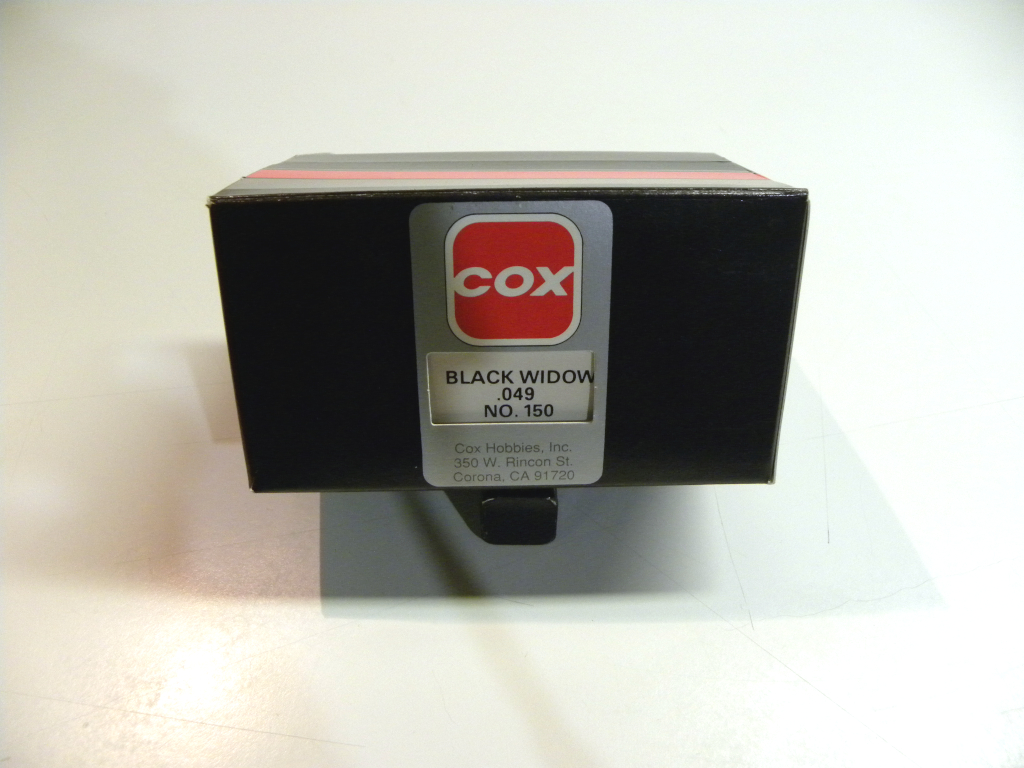 COX
BLACK WIDOW
.049
NO. 150
Cox Hobbies, Inc.
350 W. Rincon St.
Corona, CA 91720